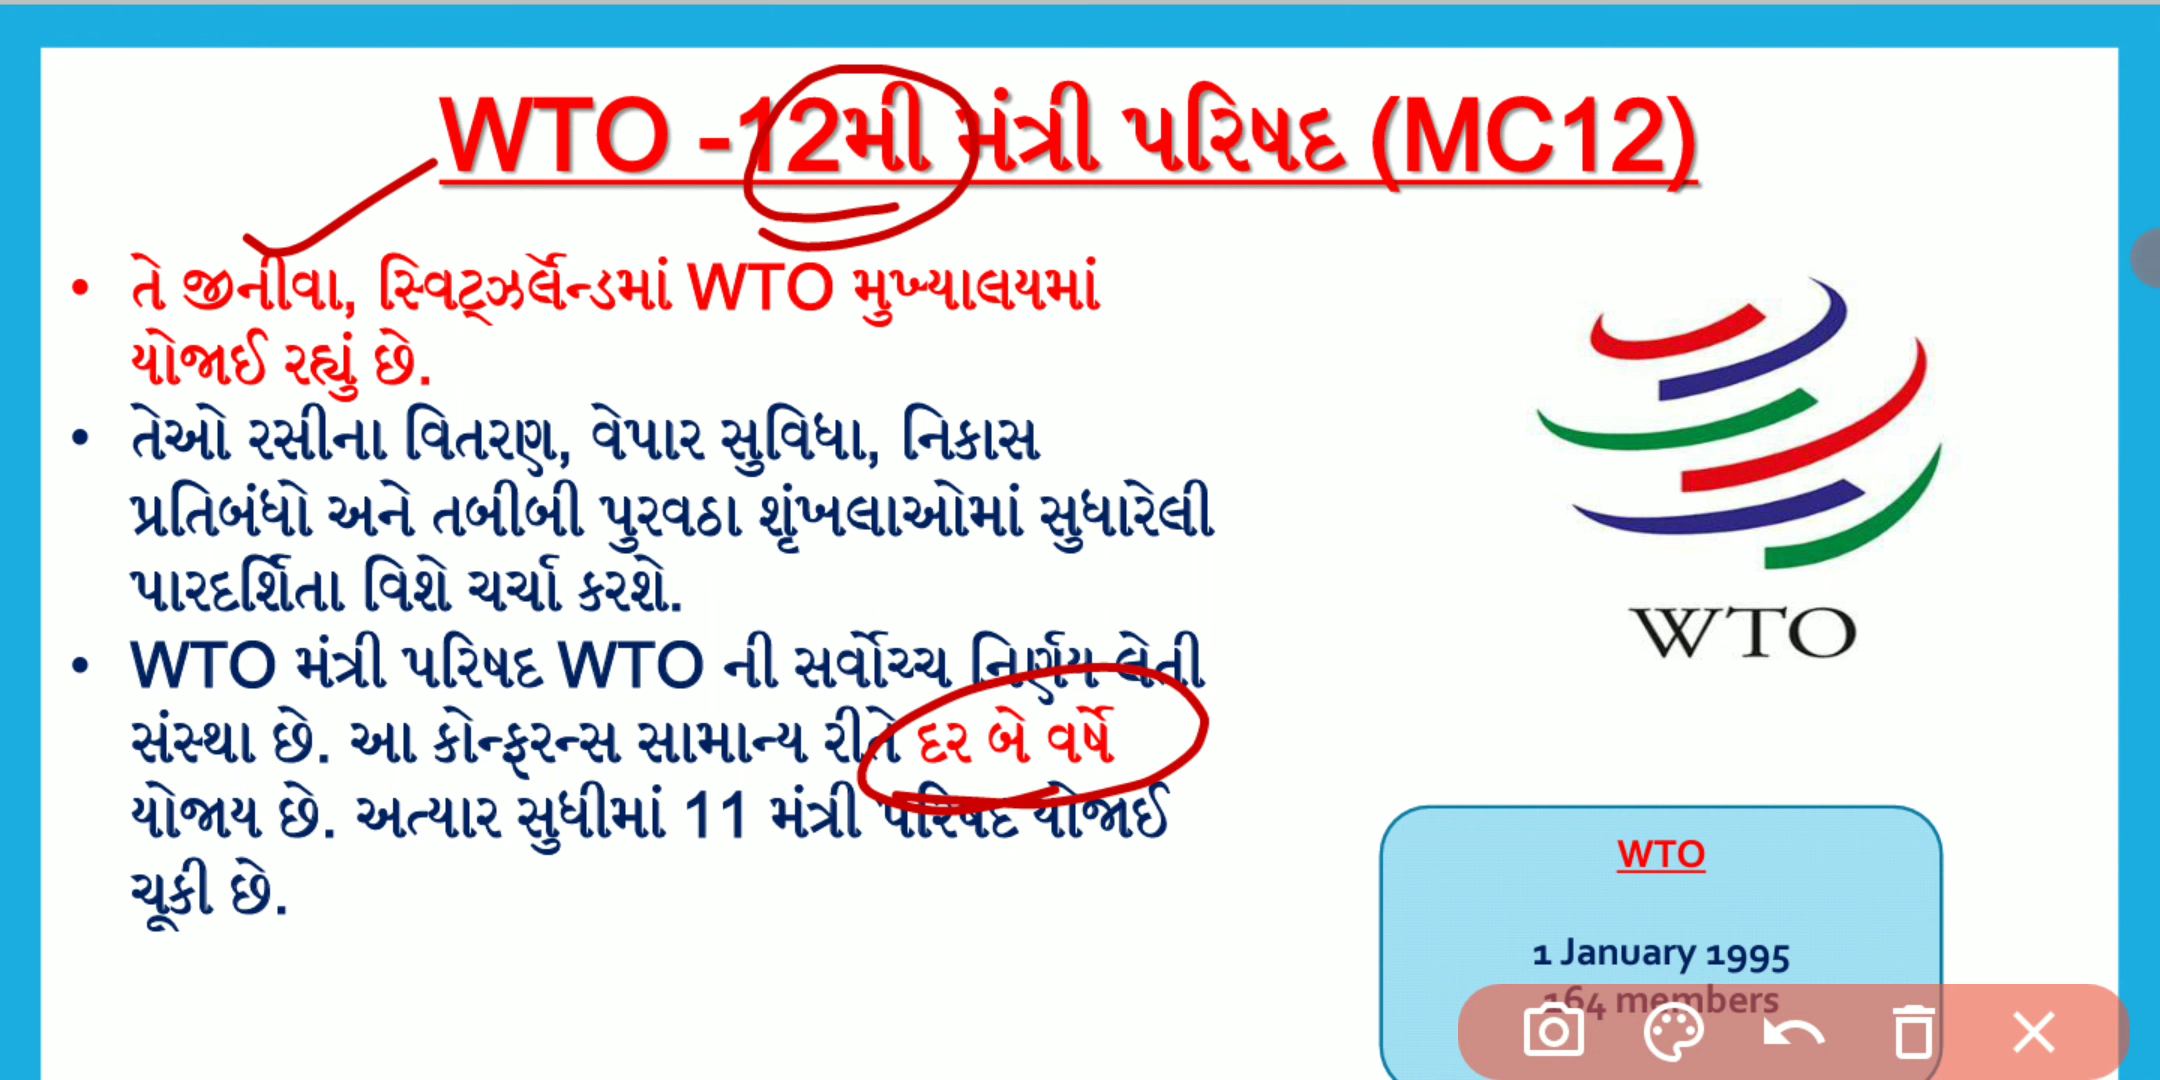 WTO -12મી મંત્રી પરિષદ (MC12)
• તે જીનીવા, સ્વિટ્ઝર્લૅન્ડમાં WTO મુખ્યાલયમાં
યોજાઈ રહ્યું છે.
• તેઓ રસીના વિતરણ, વેપાર સુવિધા, નિકાસ
પ્રતિબંધો અને તબીબી પુરવઠા શૃંખલાઓમાં સુધારેલી
પારદર્શિતા વિશે ચર્ચા કરશે.
• WTO મંત્રી પરિષદ WTO ની સર્વોચ્ચ નિર્ણય લેતી
સંસ્થા છે. આ કોન્ફરન્સ સામાન્ય રીતે દર બે વર્ષે
યોજાય છે. અત્યાર સુધીમાં 11 મંત્રી પરિષદ યોજાઈ
ચૂકી છે.
WTO
WTO
1 January 1995
164 members